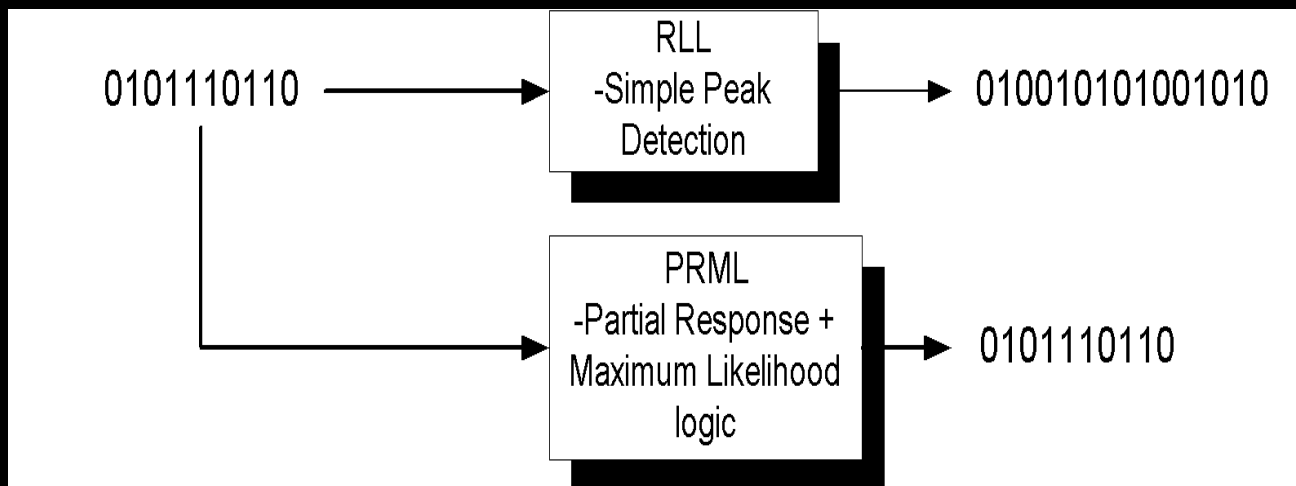 0101110110
RLL
-Simple Peak
Detection
010010101001010
PRML
-Partial Response +
Maximum Likelihood
logic
0101110110